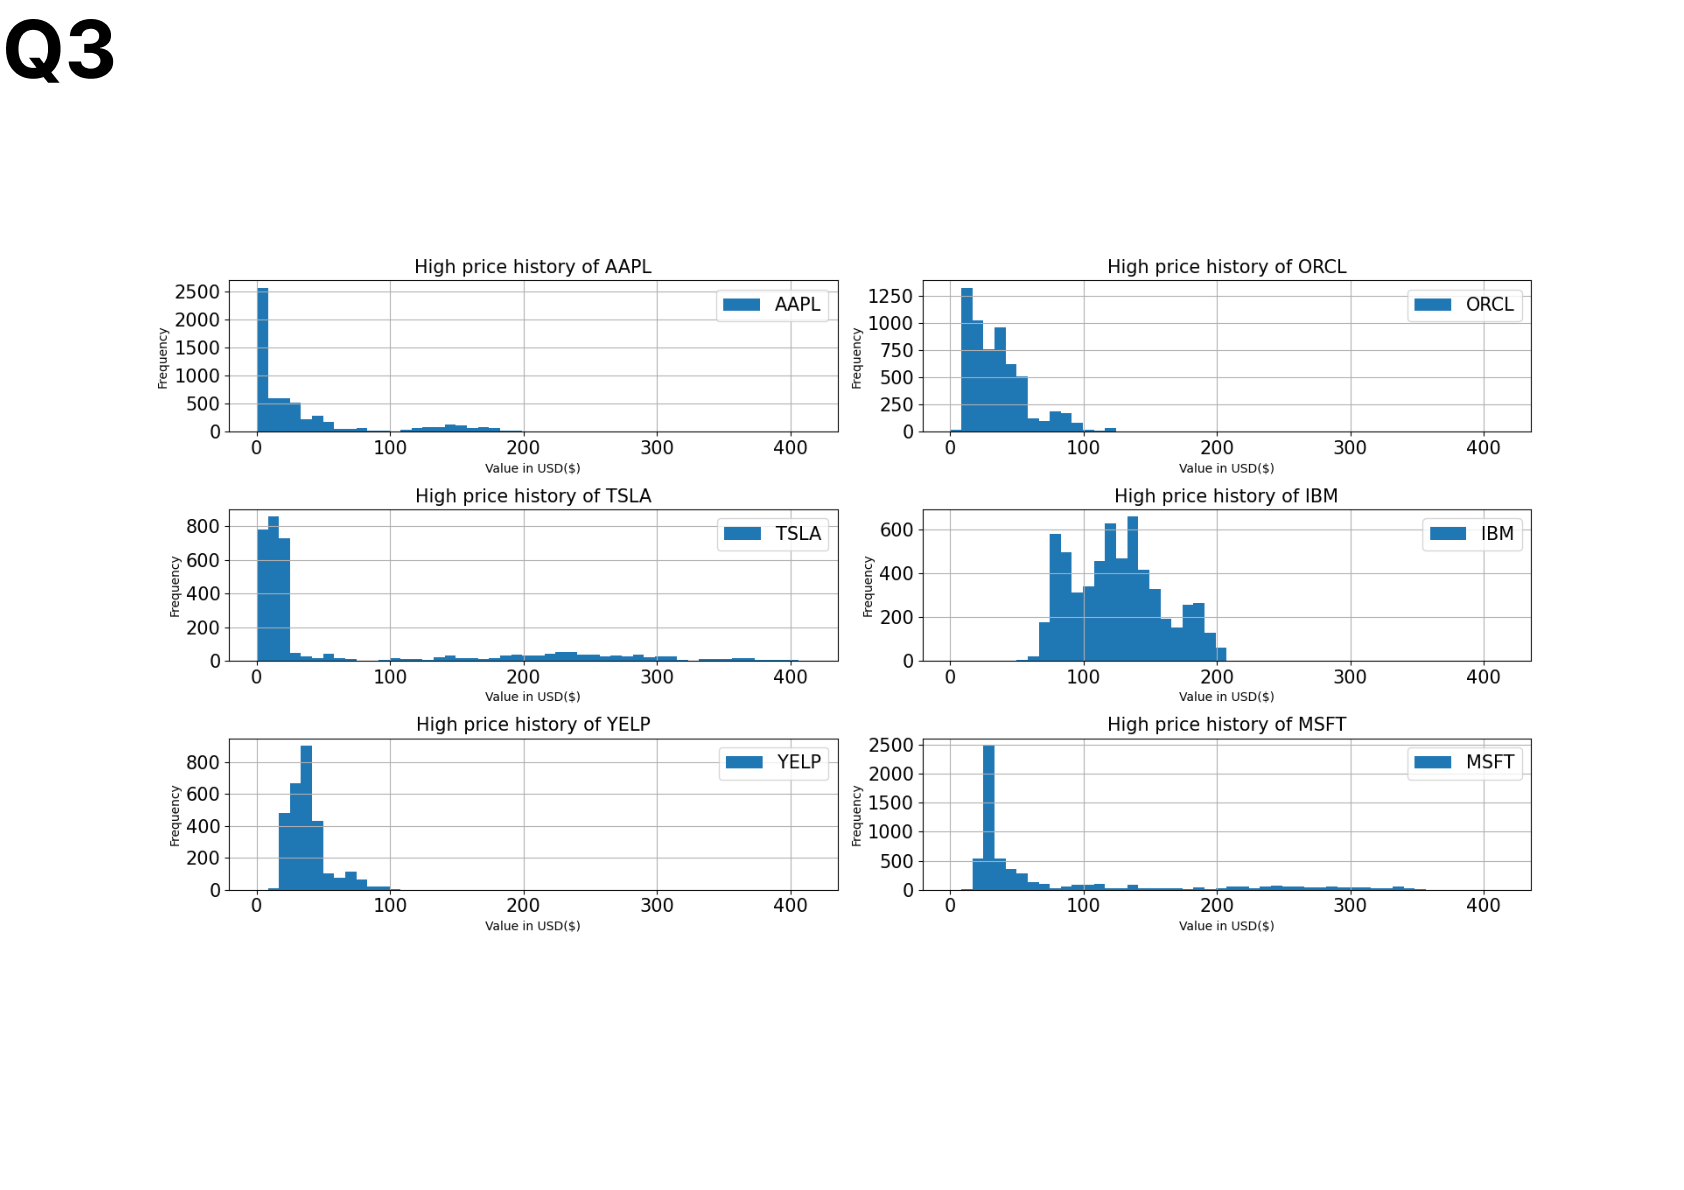 Q3
High price history of AAPL
AAPL
Frequency
2500
2000
1500
1000
500
0
0 100 200 300 400
Value in USD($)
High price history of ORCL
ORCL
Frequency
1250
1000
750
500
250
0
0 100 200 300 400
Value in USD($)
High price history of TSLA
TSLA
Frequency
800
600
400
200
0
0 100 200 300 400
Value in USD($)
High price history of IBM
IBM
Frequency
600
400
200
0
0 100 200 300 400
Value in USD($)
High price history of YELP
YELP
Frequency
800
600
400
200
0
0 100 200 300 400
Value in USD($)
High price history of MSFT
MSFT
Frequency
2500
2000
1500
1000
500
0
0 100 200 300 400
Value in USD($)